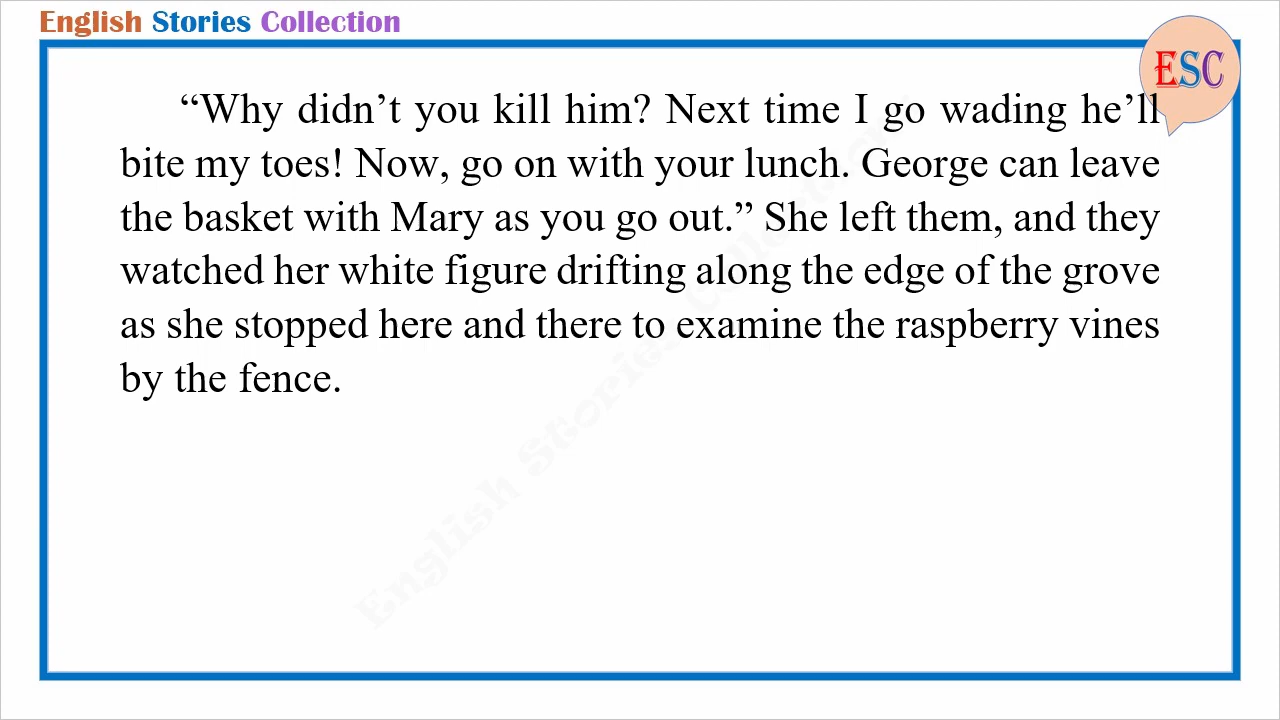 English Stories Collection
ESC
“Why didn’t you kill him? Next time I go wading he’ll
bite my toes! Now, go on with your lunch. George can leave
the basket with Mary as you go out.” She left them, and they
watched her white figure drifting along the edge of the grove
as she stopped here and there to examine the raspberry vines
by the fence.
English Stories Collection